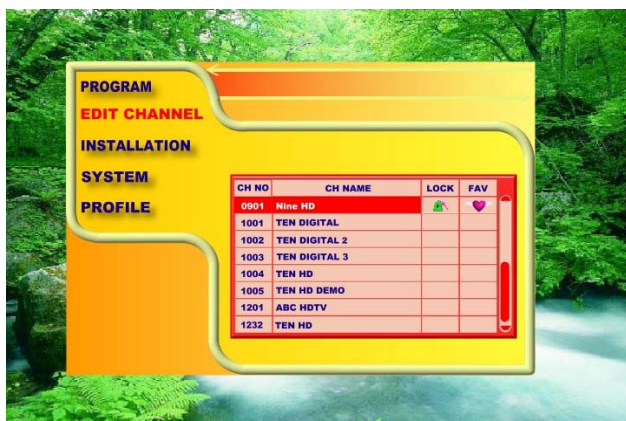 PROGRAM
EDIT CHANNEL
INSTALLATION
SYSTEM
PROFILE
CH NO CH NAME LOCK FAV
0901 Nine HD
1001 TEN DIGITAL
1002 TEN DIGITAL 2
1003 TEN DIGITAL 3
1004 TEN HD
1005 TEN HD DEMO
1201 ABC HDTV
1232 TEN HD